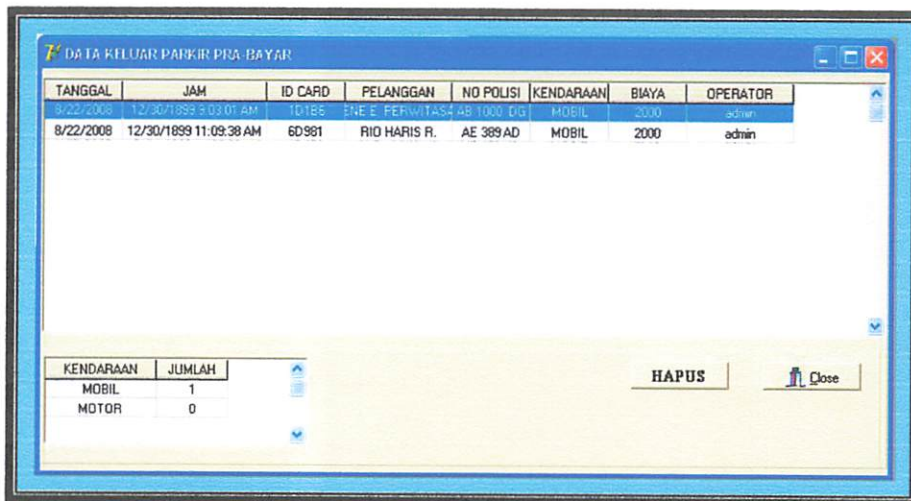 DATA KELUAR PARKIR PRA-BAYAR
TANGGAL JAM ID CARD PELANGGAN NO POLISI KENDARAAN BIAYA OPERATOR
8/22/2008 12/30/1899 9:03:01 AM 1D1B6 ENE E. PERWITASA AB 1000 DG MOBIL 2000 admin
8/22/2008 12/30/1899 11:09:38 AM 6D981 RIO HARIS R. AE 389 AD MOBIL 2000 admin
KENDARAAN JUMLAH
MOBIL 1
MOTOR 0
HAPUS
Close